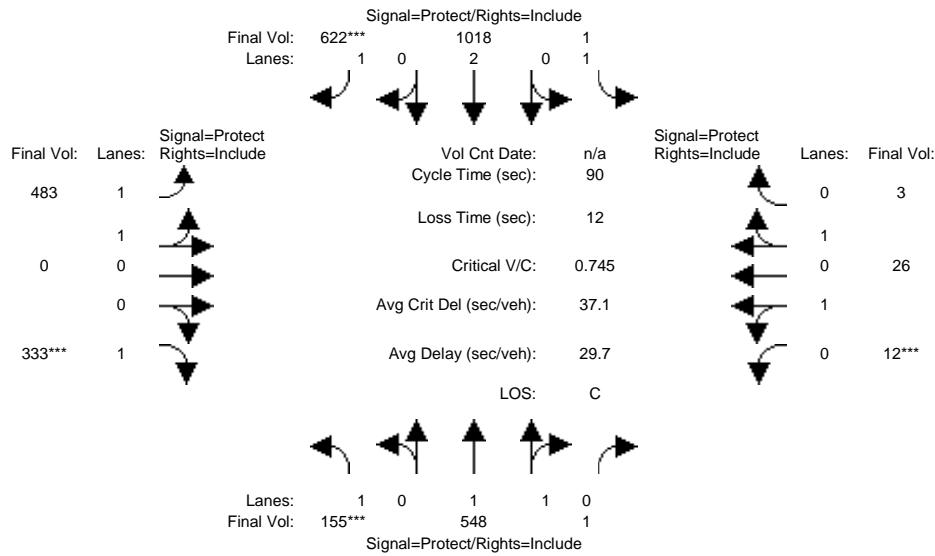 Signal=Protect/Rights=Include
Final Vol: 622*** 1018 1
Lanes: 1 0 2 0 1
Signal=Protect
Final Vol: Lanes: Rights=Include
Vol Cnt Date: n/a
Signal=Protect
Rights=Include Lanes: Final Vol:
Cycle Time (sec): 90
483 1
0 3
Loss Time (sec): 12
1
1
0 0
Critical V/C: 0.745
0 26
0
Avg Crit Del (sec/veh): 37.1
1
333*** 1
Avg Delay (sec/veh): 29.7
0 12***
LOS: C
Lanes: 1 0 1 1 0
Final Vol: 155*** 548 1
Signal=Protect/Rights=Include